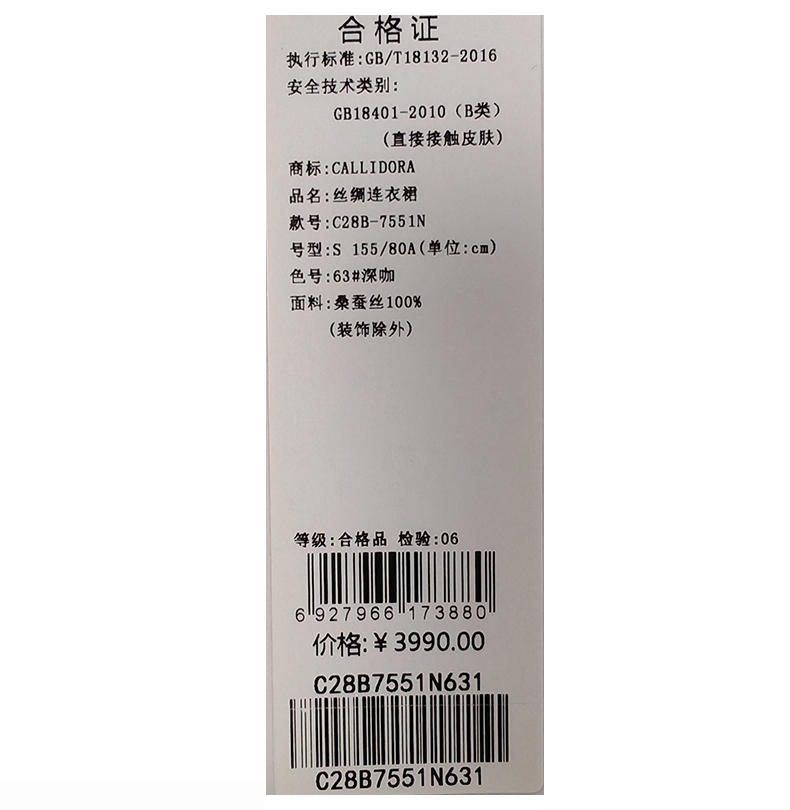 合格证
执行标准:GB/T18132-2016
安全技术类别:
GB18401-2010（B类）
(直接接触皮肤)
商标:CALLIDORA
品名:丝绸连衣裙
款号:C28B-7551N
号型:S 155/80A(单位:cm)
色号:63#深咖
面料:桑蚕丝100%
(装饰除外)
等级:合格品 检验:06
6 927966 173880
价格:￥3990.00
C28B7551N631
C28B7551N631